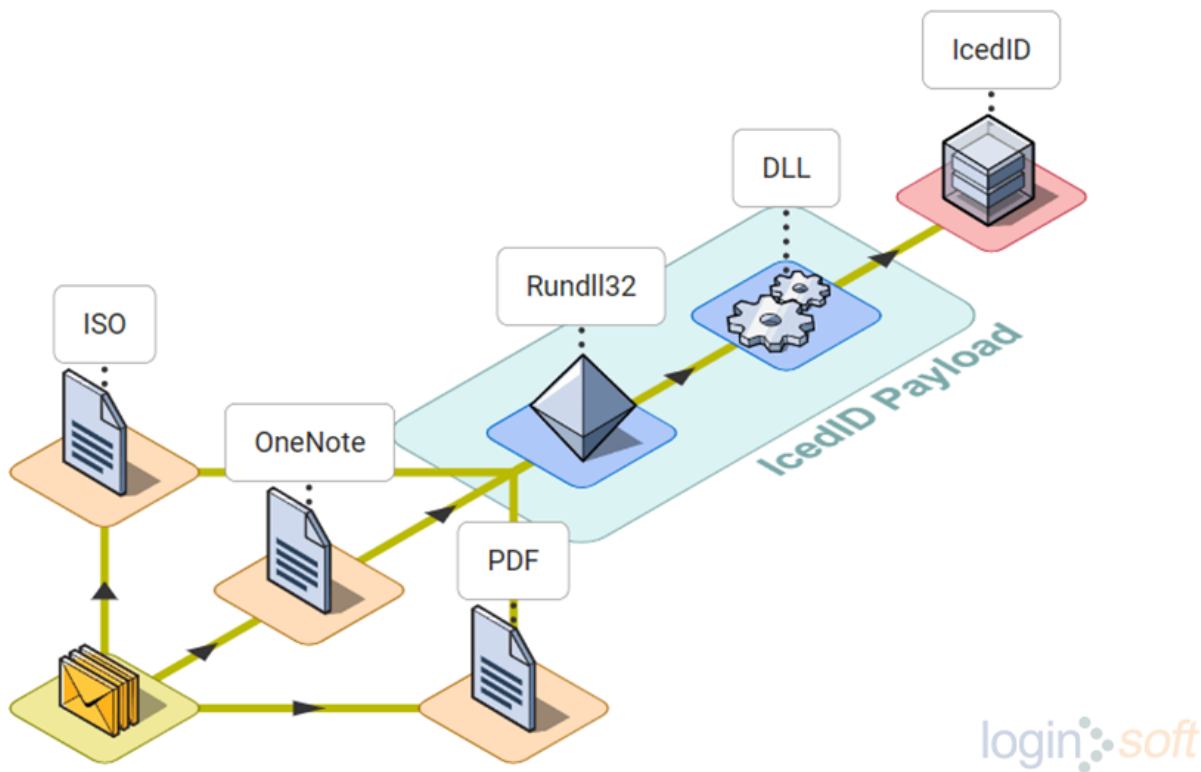 IcedID
DLL
Rundll32
ISO
IcedID Payload
OneNote
PDF
loginsoft